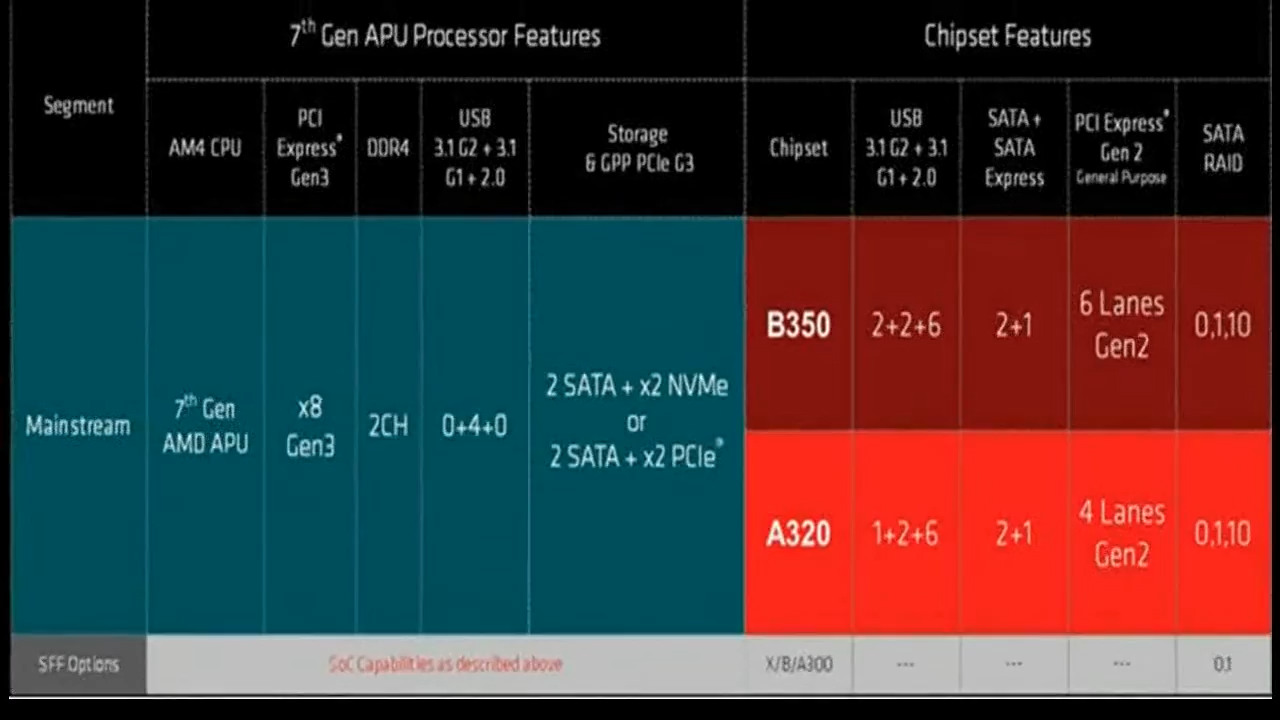 7th Gen APU Processor Features
Chipset Features
Segment
AM4 CPU
PCI
Express®
Gen3
DDR4
USB
3.1 G2 + 3.1
G1 + 2.0
Storage
& GPP PCIe G3
Chipset
USB
3.1 G2 + 3.1
G1 + 2.0
SATA +
SATA
Express
PCI Express®
Gen 2
General Purpose
SATA
RAID
Mainstream
7th Gen
AMD APU
x8
Gen3
2CH
0+4+0
2 SATA + x2 NVMe
or
2 SATA + x2 PCIe®
B350
2+2+6
2+1
6 Lanes
Gen2
0,1,10
A320
1+2+6
2+1
4 Lanes
Gen2
0,1,10
SFF Options
SoC Capabilities as described above
X/B/A300
---
---
---
0,1